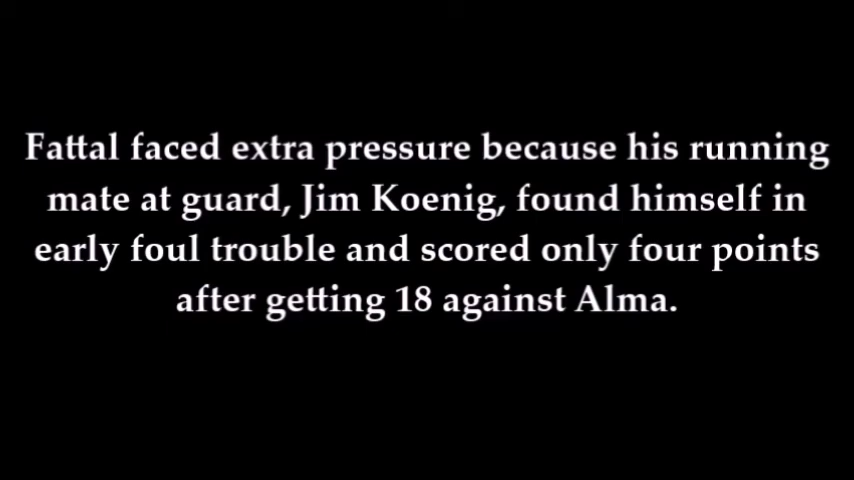 Fattal faced extra pressure because his running
mate at guard, Jim Koenig, found himself in
early foul trouble and scored only four points
after getting 18 against Alma.